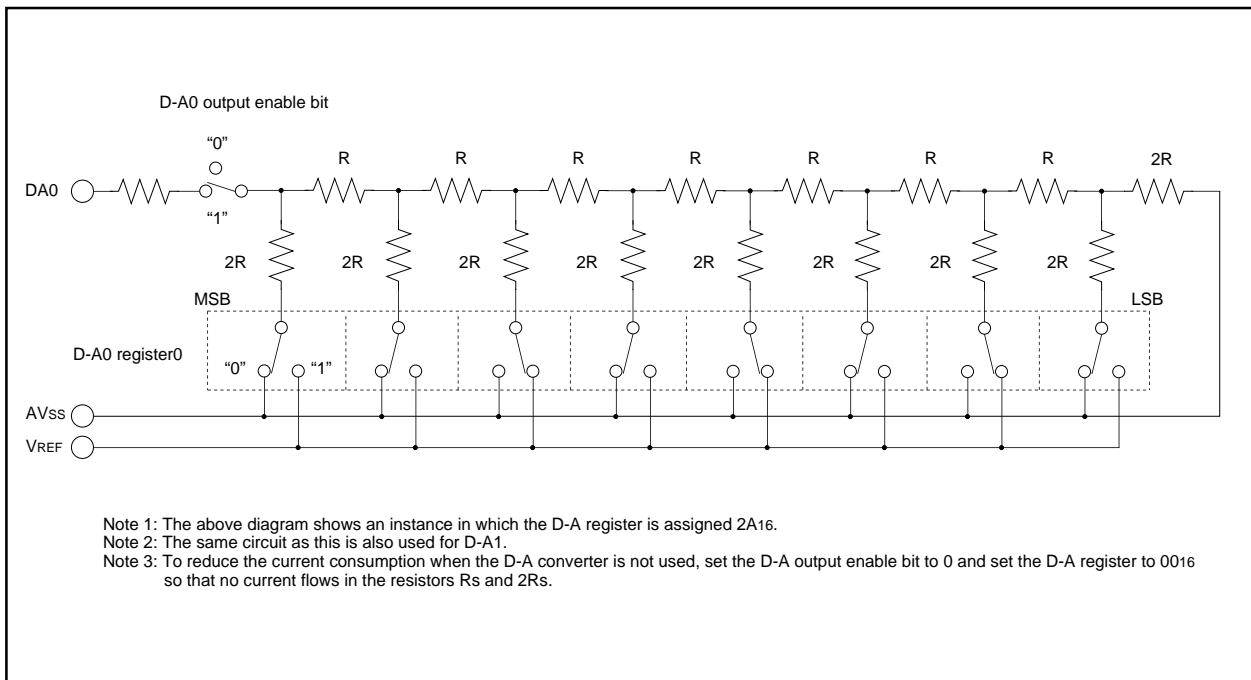 D-A0 output enable bit
“0”
R R R R R R R 2R
DA0
“1”
2R 2R 2R 2R 2R 2R 2R 2R
MSB LSB
D-A0 register0 “0” “1”
AVSS
VREF
Note 1: The above diagram shows an instance in which the D-A register is assigned 2A16.
Note 2: The same circuit as this is also used for D-A1.
Note 3: To reduce the current consumption when the D-A converter is not used, set the D-A output enable bit to 0 and set the D-A register to 0016
so that no current flows in the resistors Rs and 2Rs.